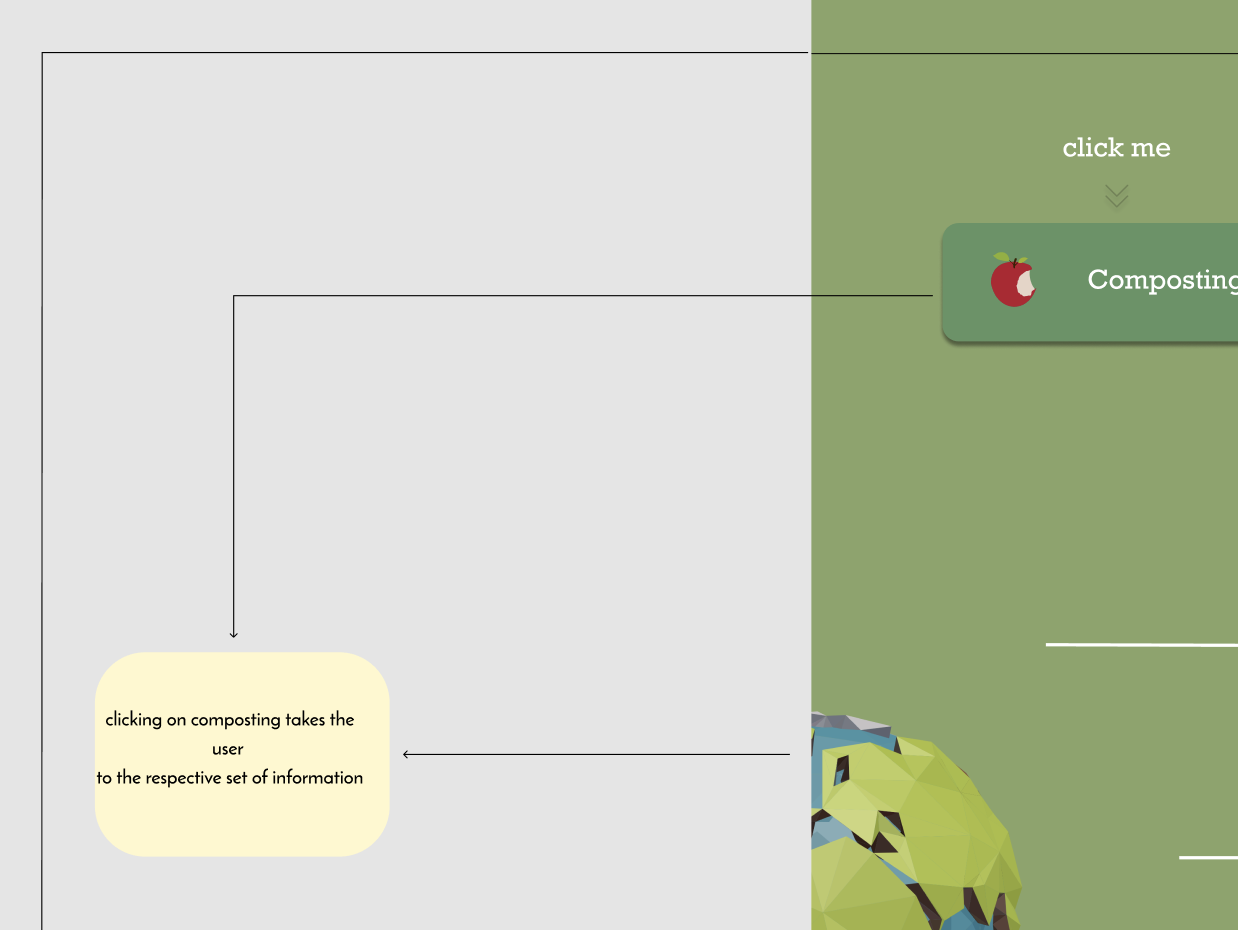 click me
Composting
clicking on composting takes the
user
to the respective set of information